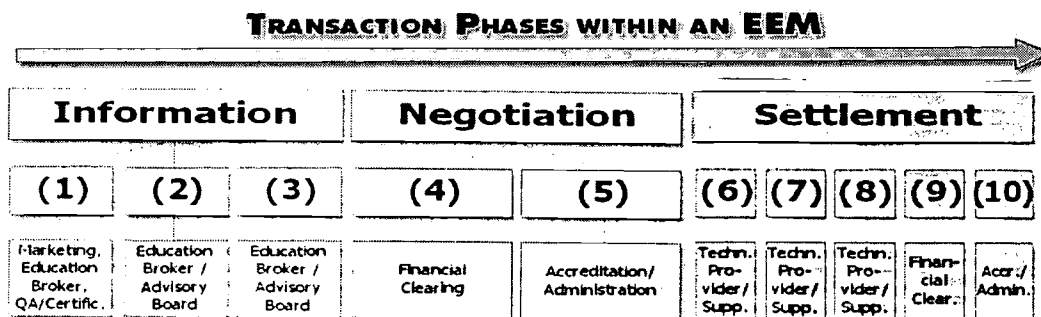 TRANSACTION PHASES WITHIN AN EEM
Information Negotiation Settlement
(1) (2) (3) (4) (5) (6) (7) (8) (9) (10)
Marketing,
Education
Broker,
QA/Certific.
Education
Broker /
Advisory
Board
Education
Broker /
Advisory
Board
Financial
Clearing
Accreditation/
Administration
Techn.
Pro-
vider/
Supp.
Techn.
Pro-
vider/
Supp.
Techn.
Pro-
vider/
Supp.
Finan-
cial
Clear.
Accr./
Admin.